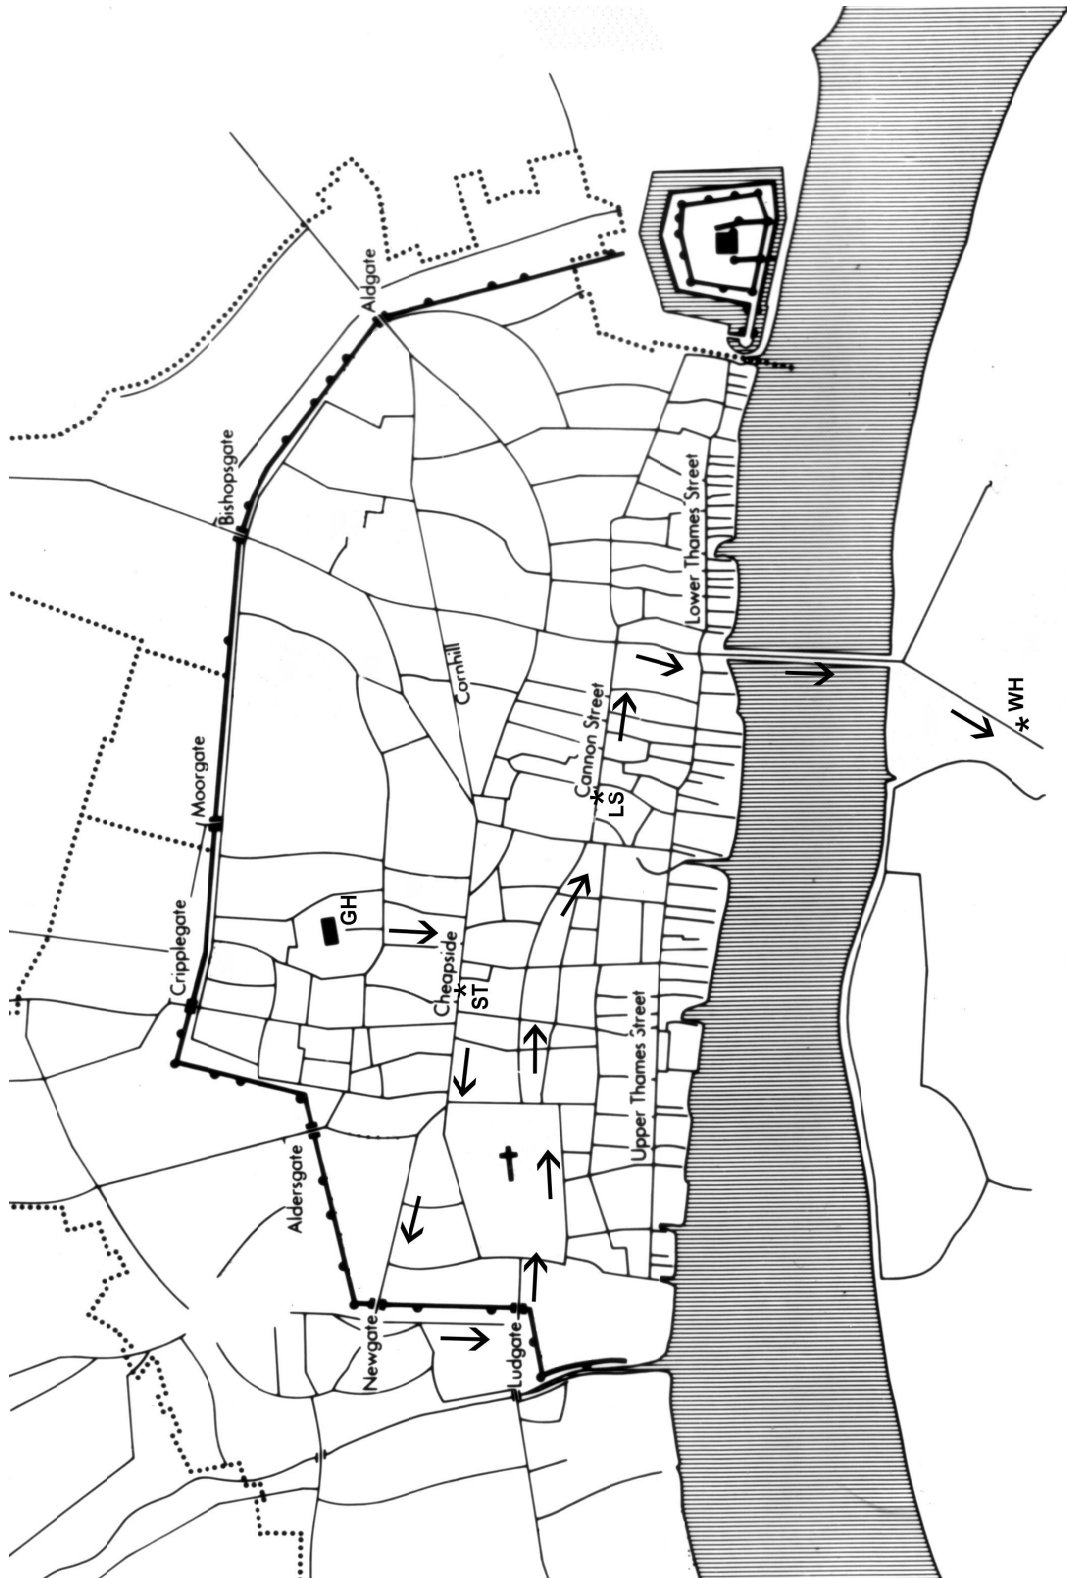 Aldgate
Bishopsgate
Moorgate
Cripplegate
Aldersgate
Newgate
Ludgate
Cornhill
Cheapside
Cannon Street
Lower Thames Street
Upper Thames Street
GH
ST
LS
WH